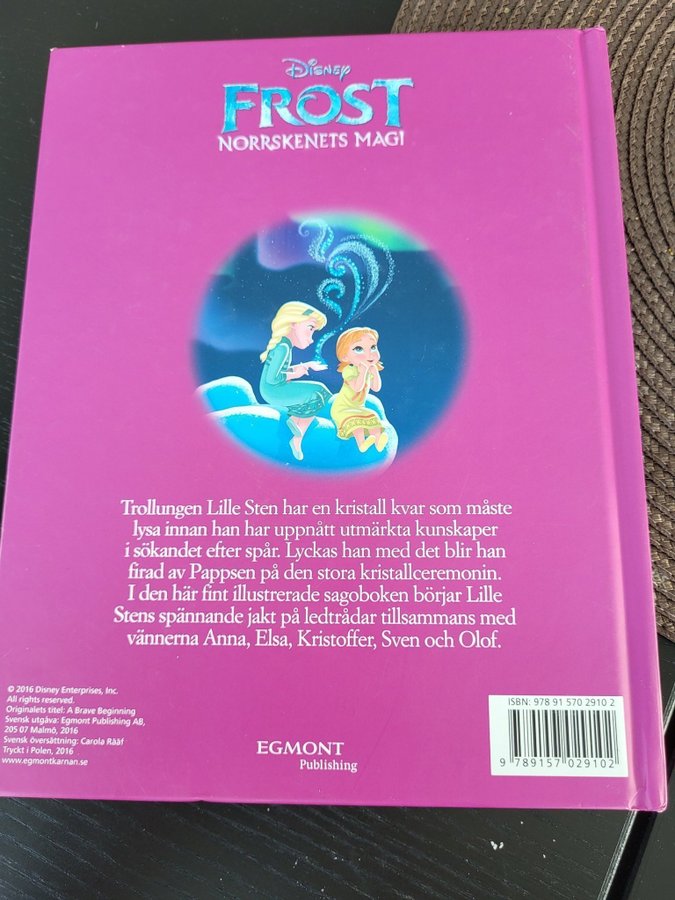 Disney
FROST
NORRSKENETS MAGI
Trollungen Lille Sten har en kristall kvar som måste
lysa innan han har uppnått utmärkta kunskaper
i sökandet efter spår. Lyckas han med det blir han
firad av Pappsen på den stora kristallceremonin.
I den här fint illustrerade sagoboken börjar Lille
Stens spännande jakt på ledtrådar tillsammans med
vännerna Anna, Elsa, Kristoffer, Sven och Olof.
© 2016 Disney Enterprises, Inc.
All rights reserved.
Originalets titel: A Brave Beginning
Svensk utgåva: Egmont Publishing AB,
205 07 Malmö, 2016
Svensk översättning: Carola Rääf
Tryckt i Polen, 2016
www.egmontkarnan.se
EGMONT
Publishing
ISBN: 978 91 570 2910 2
9 789157 029102